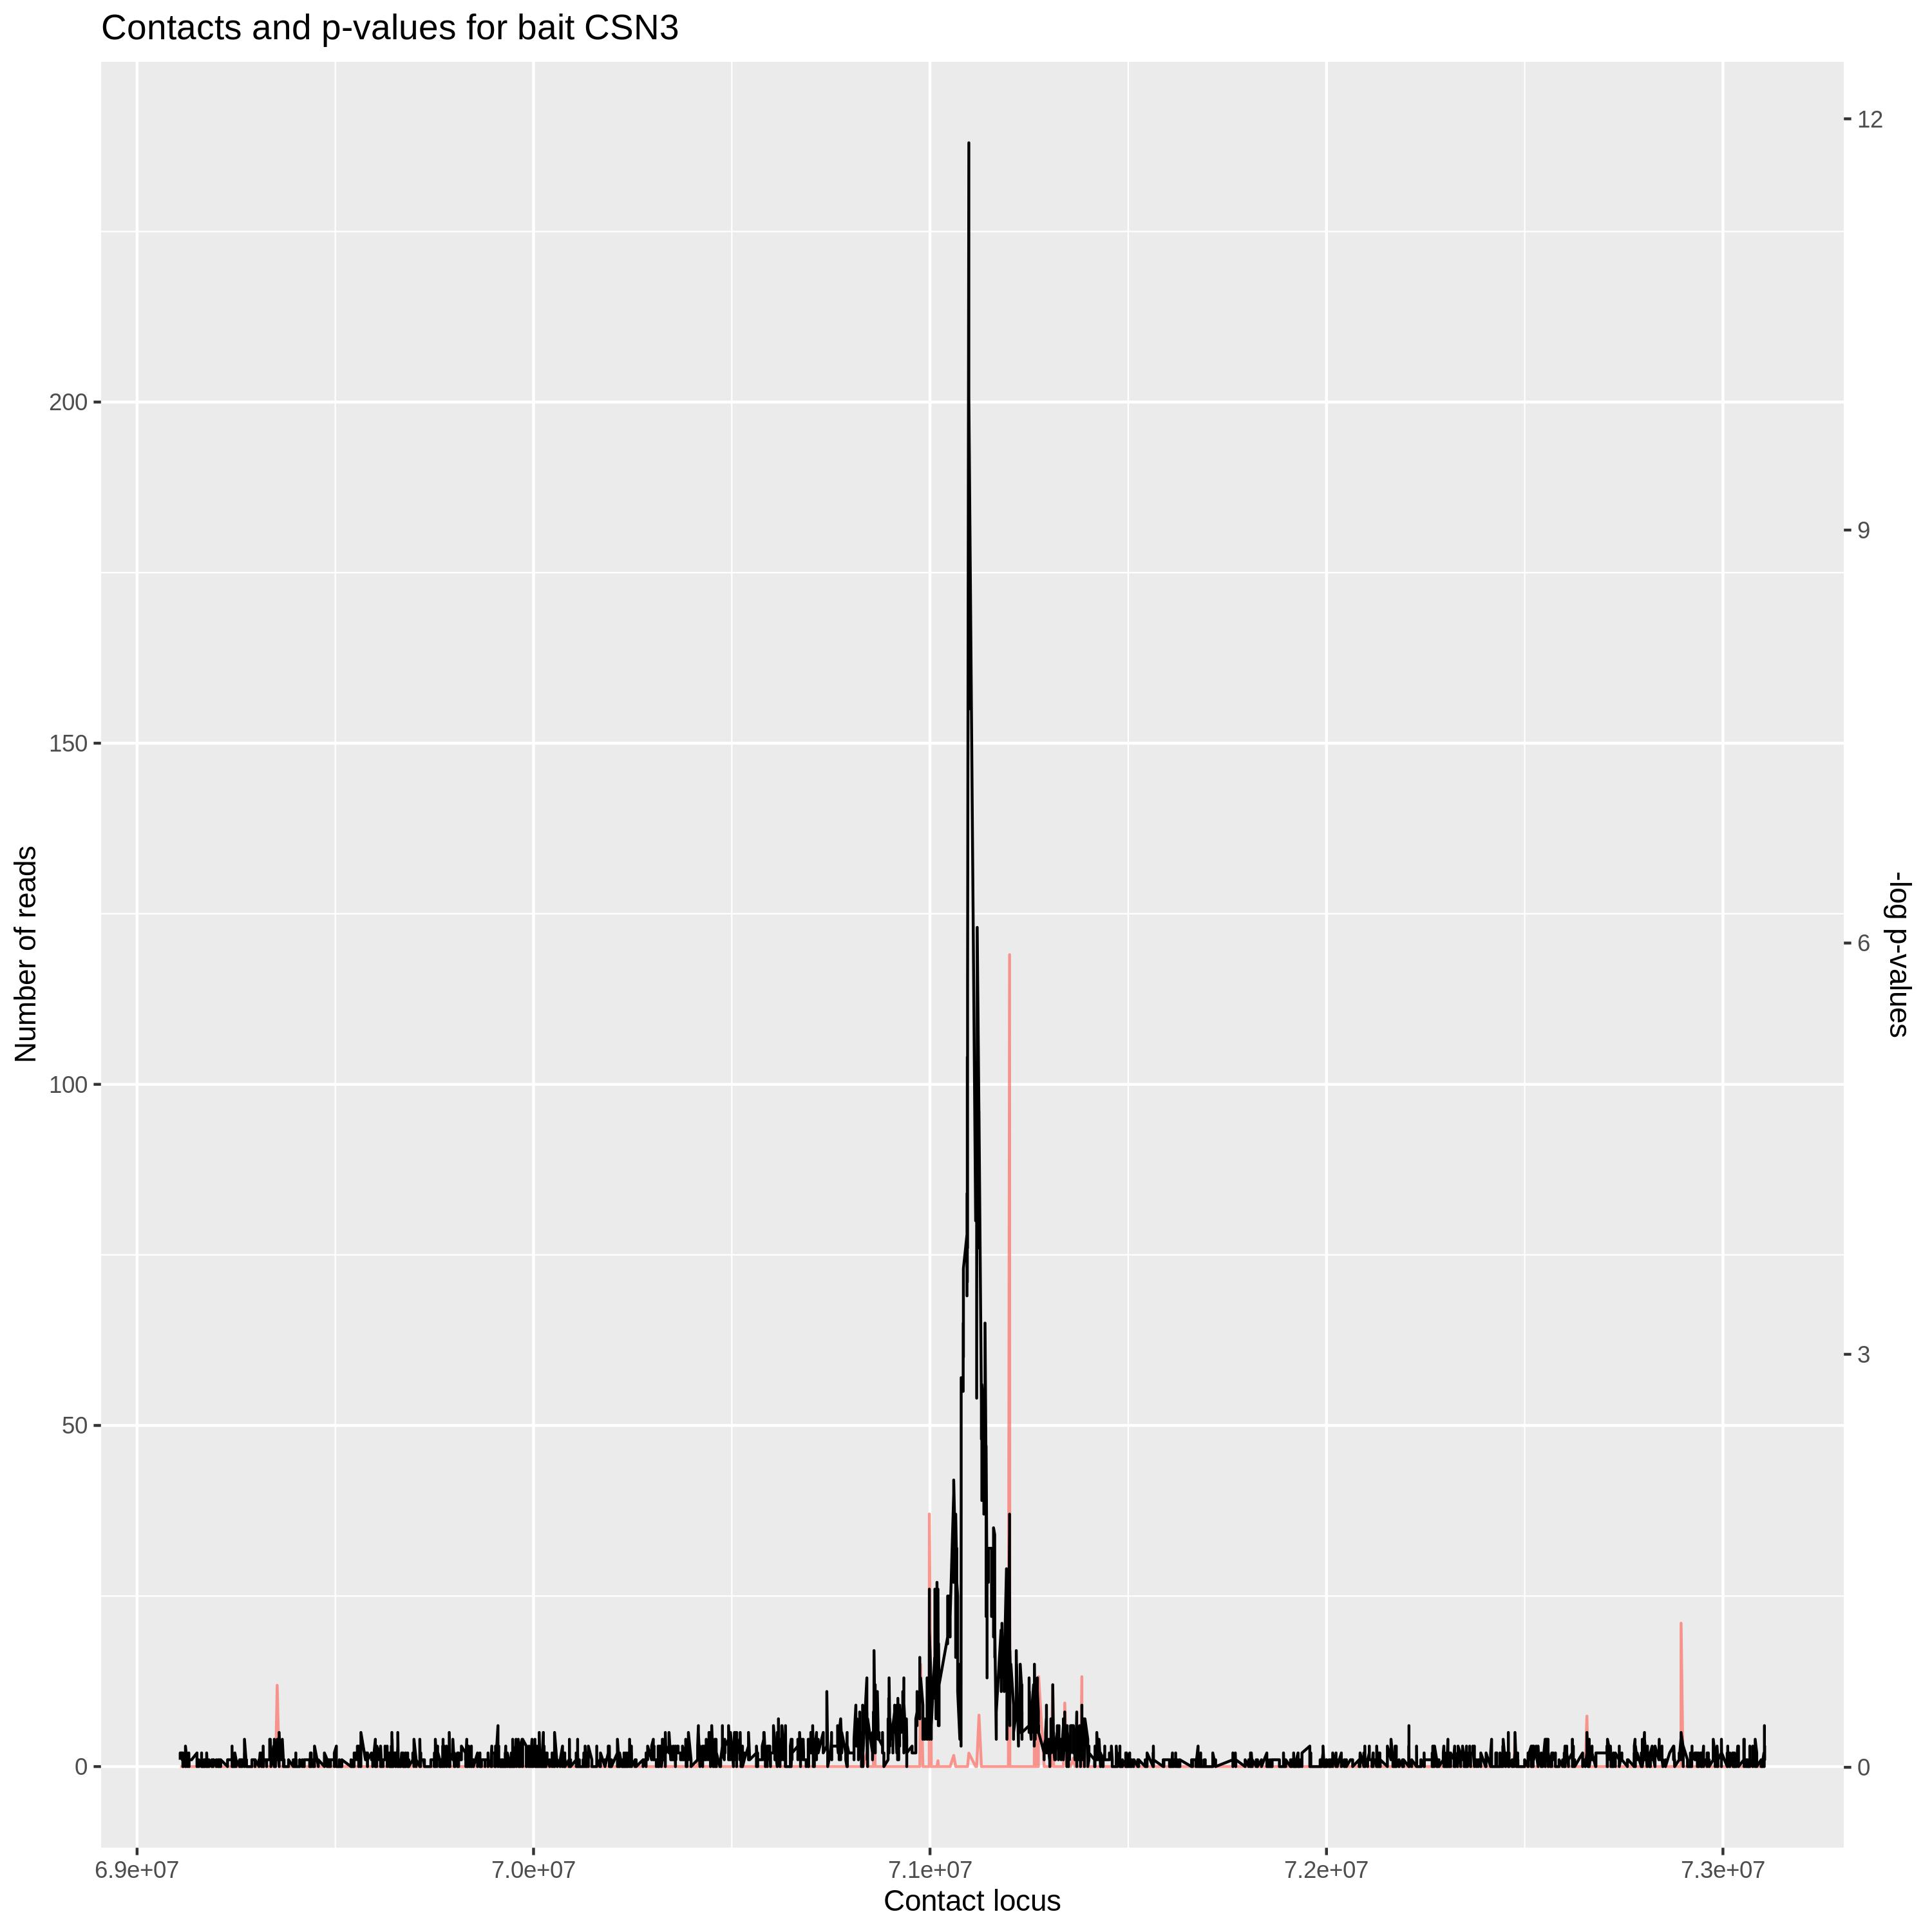 Contacts and p-values for bait CSN3
12
9
6
3
0
200
150
100
50
0
Number of reads
-log p-values
6.9e+07
7.0e+07
7.1e+07
7.2e+07
7.3e+07
Contact locus